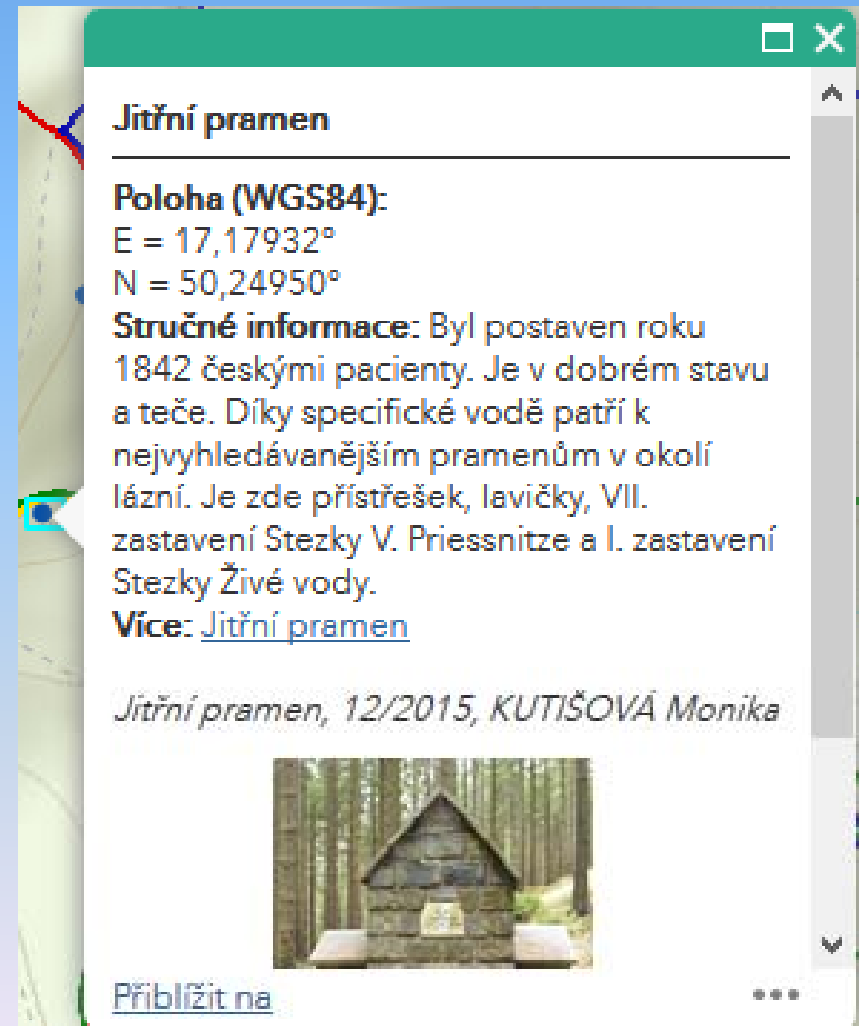 Jitřní pramen
Poloha (WGS84):
E = 17,17932°
N = 50,24950°
Stručné informace: Byl postaven roku
1842 českými pacienty. Je v dobrém stavu
a teče. Díky specifické vodě patří k
nejvyhledávanějším pramenům v okolí
lázní. Je zde přístřešek, lavičky, VII.
zastavení Stezky V. Priessnitze a I. zastavení
Stezky Živé vody.
Více: Jitřní pramen
Jitřní pramen, 12/2015, KUTIŠOVÁ Monika
Přiblížit na